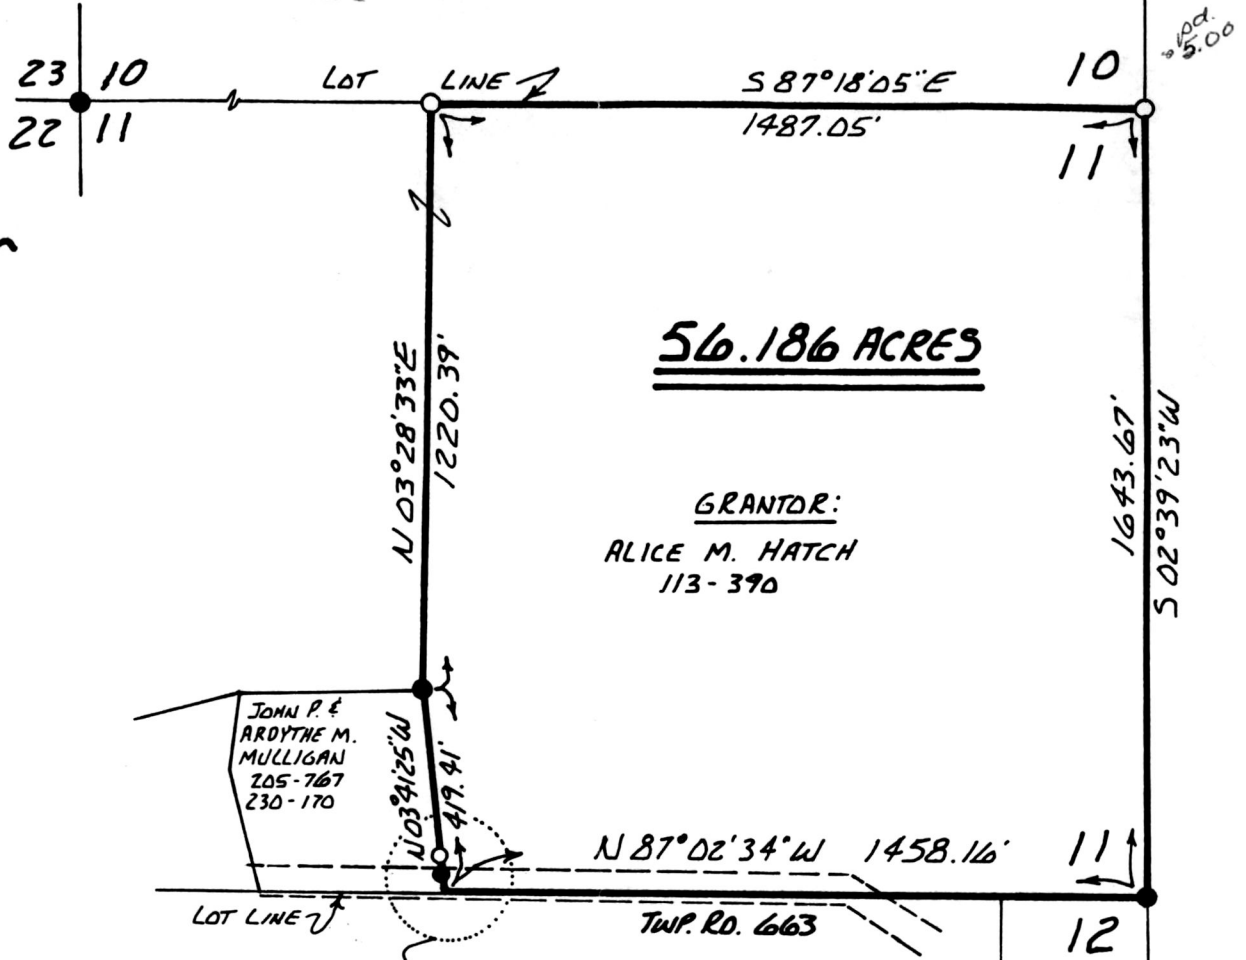 pd.
5.00
23 10
22 11
LOT LINE
S 87°18'05"E
1487.05'
10
11
N 03°28'33"E
1220.39'
56.186 ACRES
GRANTOR:
ALICE M. HATCH
113-390
1643.67'
S 02°39'23"W
JOHN P. &
ARDYTHE M.
MULLIGAN
205-767
230-170
N 03°41'25"W
419.41'
N 87°02'34"W 1458.16'
11
12
LOT LINE
TWP. RD. 663